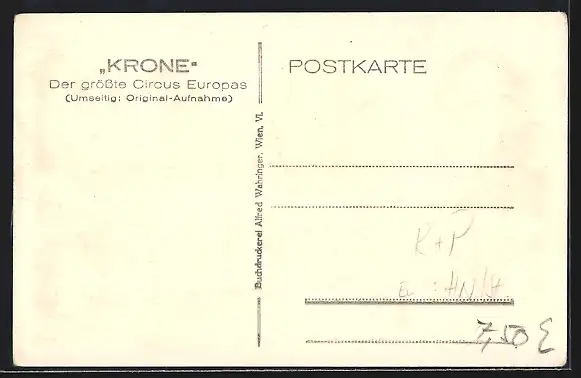 „KRONE“
Der größte Circus Europas
(Umseitig: Original-Aufnahme)
Buchdruckerei Alfred Wahringer, Wien, VI.
POSTKARTE
R+P
7,50 £